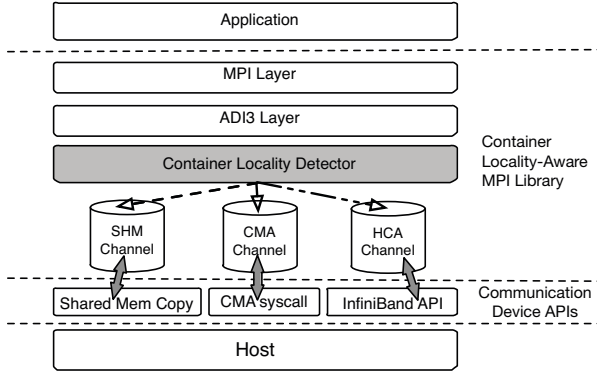 Application
MPI Layer
ADI3 Layer
Container Locality Detector
Container
Locality-Aware
MPI Library
SHM
Channel
CMA
Channel
HCA
Channel
Shared Mem Copy
CMA syscall
InfiniBand API
Communication
Device APIs
Host